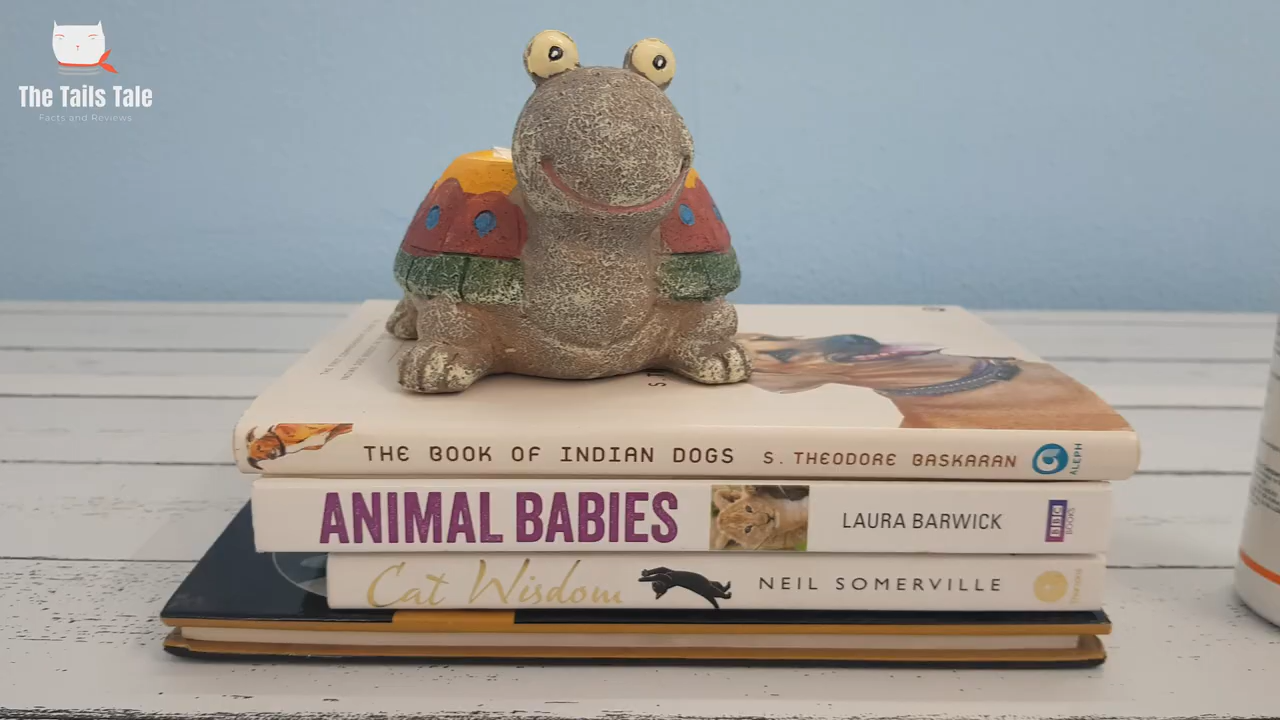 The Tails Tale
Facts and Reviews
THE BOOK OF INDIAN DOGS S. THEODORE BASKARAN ALEPH
ANIMAL BABIES LAURA BARWICK BBC BOOKS
Cat Wisdom NEIL SOMERVILLE